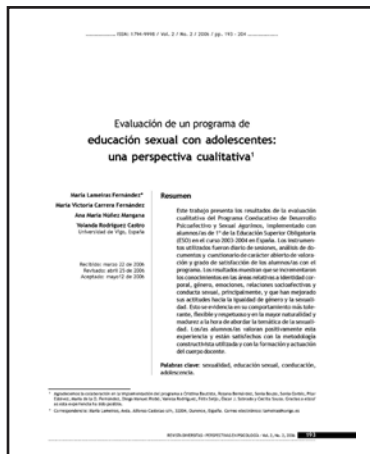 ISSN: 1794-9998 / Vol. 2 / No. 2 / 2006 / pp. 193 - 204
Evaluación de un programa de
educación sexual con adolescentes:
una perspectiva cualitativa¹
María Lameiras Fernández*
María Victoria Carrera Fernández
Ana María Núñez Mangana
Yolanda Rodríguez Castro
Universidad de Vigo, España
Recibido: marzo 22 de 2006
Revisado: abril 25 de 2006
Aceptado: mayo12 de 2006
Resumen
Este trabajo presenta los resultados de la evaluación
cualitativa del Programa Coeducativo de Desarrollo
Psicoafectivo y Sexual Agarimos, implementado con
alumnos/as de 1º de la Educación Superior Obligatoria
(ESO) en el curso 2003-2004 en España. Los instrumen-
tos utilizados fueron diario de sesiones, análisis de do-
cumentos y cuestionario de carácter abierto de valora-
ción y grado de satisfacción de los alumnos/as con el
programa. Los resultados muestran que se incrementaron
los conocimientos en las áreas relativas a identidad cor-
poral, género, emociones, relaciones socioafectivas y
conducta sexual, principalmente, y que han mejorado
sus actitudes hacia la igualdad de género y la sexuali-
dad. Esto se evidencia en su comportamiento más tole-
rante, flexible y respetuoso y en la mayor naturalidad y
madurez a la hora de abordar la temática de la sexuali-
dad. Los/as alumnos/as valoran positivamente esta
experiencia y están satisfechos con la metodología
constructivista utilizada y con la formación y actuación
del cuerpo docente.
Palabras clave: sexualidad, educación sexual, coeducación,
adolescencia.
REVISTA DIVERSITAS - PERSPECTIVAS EN PSICOLOGÍA / Vol. 2, No. 2, 2006 193